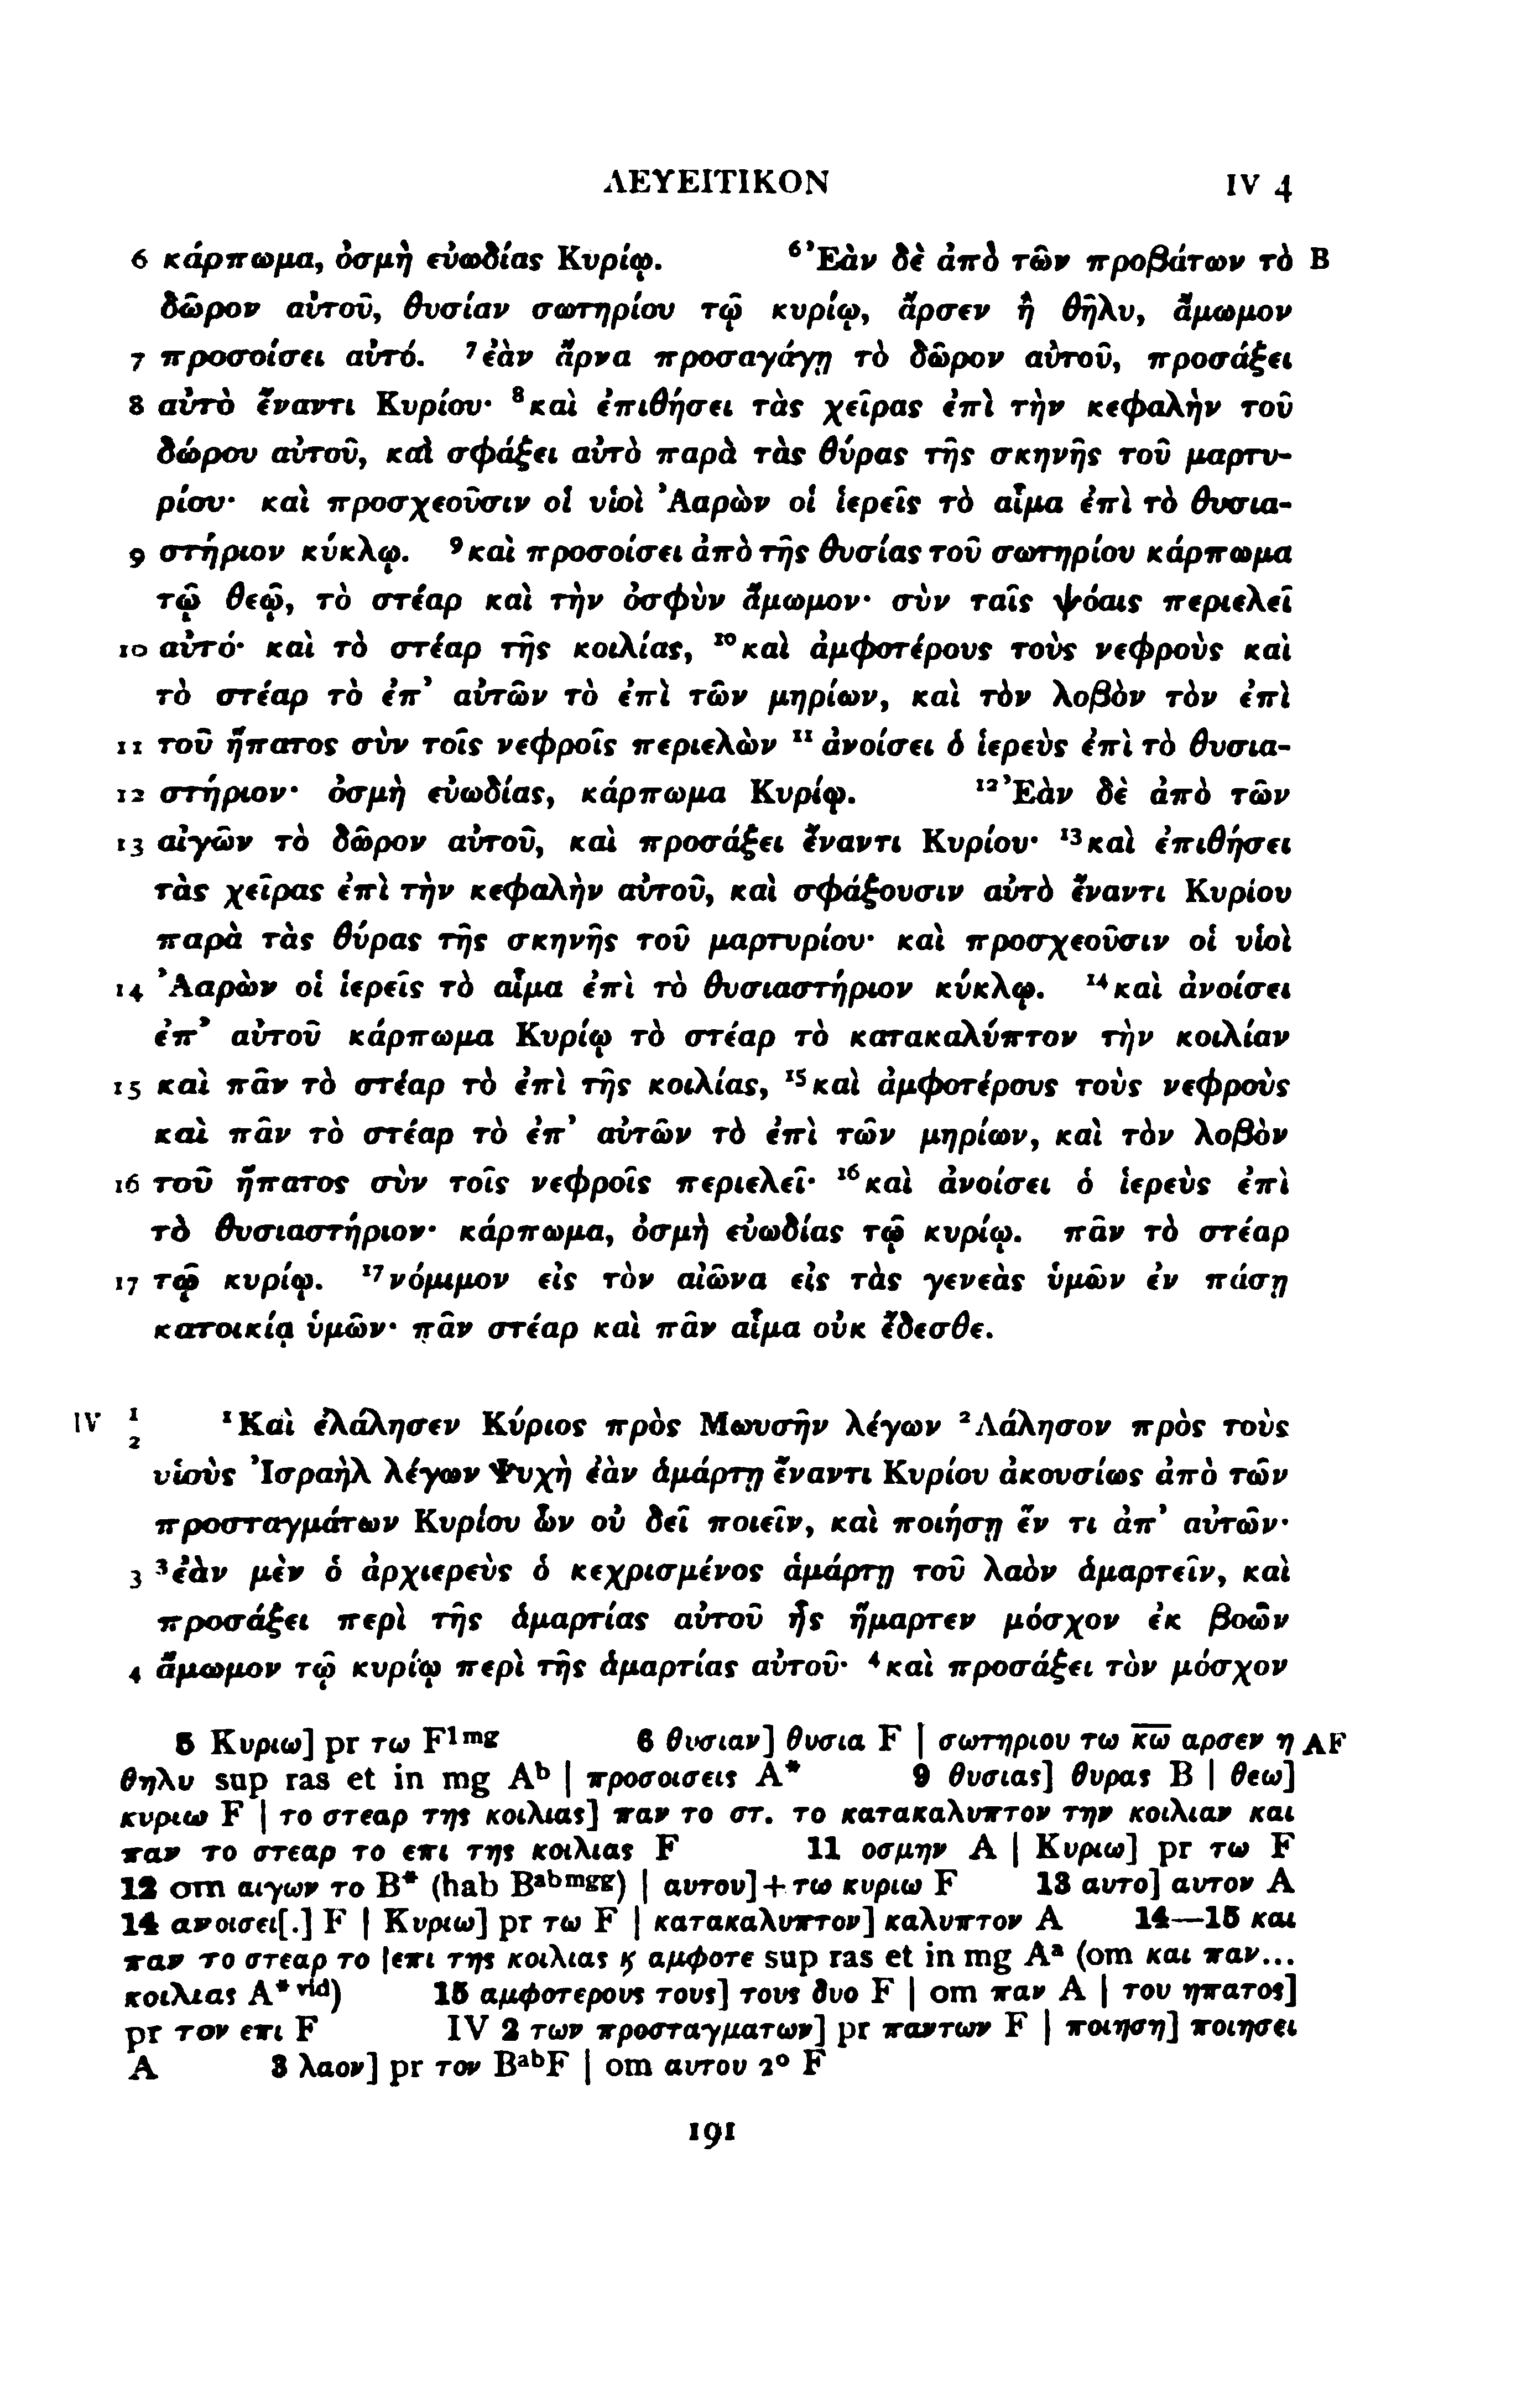 ΛΕΥΕΙΤΙΚΟΝ IV 4
6 κάρπωμα, ὀσμὴ εὐωδίας Κυρίῳ. ⁶Ἐὰν δὲ ἀπὸ τῶν προβάτων τὸ B
δῶρον αὐτοῦ, θυσίαν σωτηρίου τῷ κυρίῳ, ἄρσεν ἢ θῆλυ, ἄμωμον
7 προσοίσει αὐτό. ⁷ἐὰν ἄρνα προσαγάγῃ τὸ δῶρον αὐτοῦ, προσάξει
8 αὐτὸ ἔναντι Κυρίου· ⁸καὶ ἐπιθήσει τὰς χεῖρας ἐπὶ τὴν κεφαλὴν τοῦ
δώρου αὐτοῦ, καὶ σφάξει αὐτὸ παρὰ τὰς θύρας τῆς σκηνῆς τοῦ μαρτυ-
ρίου· καὶ προσχεοῦσιν οἱ υἱοὶ Ἀαρὼν οἱ ἱερεῖς τὸ αἷμα ἐπὶ τὸ θυσια-
9 στήριον κύκλῳ. ⁹καὶ προσοίσει ἀπὸ τῆς θυσίας τοῦ σωτηρίου κάρπωμα
τῷ θεῷ, τὸ στέαρ καὶ τὴν ὀσφὺν ἄμωμον· σὺν ταῖς ψόαις περιελεῖ
10 αὐτό· καὶ τὸ στέαρ τῆς κοιλίας, ¹⁰καὶ ἀμφοτέρους τοὺς νεφροὺς καὶ
τὸ στέαρ τὸ ἐπ' αὐτῶν τὸ ἐπὶ τῶν μηρίων, καὶ τὸν λοβὸν τὸν ἐπὶ
11 τοῦ ἥπατος σὺν τοῖς νεφροῖς περιελὼν ¹¹ἀνοίσει ὁ ἱερεὺς ἐπὶ τὸ θυσια-
12 στήριον· ὀσμὴ εὐωδίας, κάρπωμα Κυρίῳ. ¹²Ἐὰν δὲ ἀπὸ τῶν
13 αἰγῶν τὸ δῶρον αὐτοῦ, καὶ προσάξει ἔναντι Κυρίου· ¹³καὶ ἐπιθήσει
τὰς χεῖρας ἐπὶ τὴν κεφαλὴν αὐτοῦ, καὶ σφάξουσιν αὐτὸ ἔναντι Κυρίου
παρὰ τὰς θύρας τῆς σκηνῆς τοῦ μαρτυρίου· καὶ προσχεοῦσιν οἱ υἱοὶ
14 Ἀαρὼν οἱ ἱερεῖς τὸ αἷμα ἐπὶ τὸ θυσιαστήριον κύκλῳ. ¹⁴καὶ ἀνοίσει
ἐπ' αὐτοῦ κάρπωμα Κυρίῳ τὸ στέαρ τὸ κατακαλύπτον τὴν κοιλίαν
15 καὶ πᾶν τὸ στέαρ τὸ ἐπὶ τῆς κοιλίας, ¹⁵καὶ ἀμφοτέρους τοὺς νεφροὺς
καὶ πᾶν τὸ στέαρ τὸ ἐπ' αὐτῶν τὸ ἐπὶ τῶν μηρίων, καὶ τὸν λοβὸν
16 τοῦ ἥπατος σὺν τοῖς νεφροῖς περιελεῖ· ¹⁶καὶ ἀνοίσει ὁ ἱερεὺς ἐπὶ
τὸ θυσιαστήριον· κάρπωμα, ὀσμὴ εὐωδίας τῷ κυρίῳ. πᾶν τὸ στέαρ
17 τῷ κυρίῳ. ¹⁷νόμιμον εἰς τὸν αἰῶνα εἰς τὰς γενεὰς ὑμῶν ἐν πάσῃ
κατοικίᾳ ὑμῶν· πᾶν στέαρ καὶ πᾶν αἷμα οὐκ ἔδεσθε.
IV 1 2 ¹Καὶ ἐλάλησεν Κύριος πρὸς Μωυσῆν λέγων ²Λάλησον πρὸς τοὺς
υἱοὺς Ἰσραὴλ λέγων Ψυχὴ ἐὰν ἁμάρτῃ ἔναντι Κυρίου ἀκουσίως ἀπὸ τῶν
προσταγμάτων Κυρίου ὧν οὐ δεῖ ποιεῖν, καὶ ποιήσῃ ἕν τι ἀπ' αὐτῶν·
3 ³ἐὰν μὲν ὁ ἀρχιερεὺς ὁ κεχρισμένος ἁμάρτῃ τοῦ λαὸν ἁμαρτεῖν, καὶ
προσάξει περὶ τῆς ἁμαρτίας αὐτοῦ ἧς ἥμαρτεν μόσχον ἐκ βοῶν
4 ἄμωμον τῷ κυρίῳ περὶ τῆς ἁμαρτίας αὐτοῦ· ⁴καὶ προσάξει τὸν μόσχον
5 Κυριω] pr τω F¹ᵐᵍ 6 θυσιαν] θυσια F | σωτηριου τω κ̅ω̅ αρσεν η AF
θηλυ sup ras et in mg Aᵇ | προσοισεις A* 9 θυσιας] θυρας B | θεω]
κυριω F | το στεαρ της κοιλιας] παν το στ. το κατακαλυπτον την κοιλιαν και
παν το στεαρ το επι της κοιλιας F 11 οσμην A | Κυριω] pr τω F
12 om αιγων το B* (hab Bᵃᵇᵐᵍᵍ) | αυτου]+τω κυριω F 13 αυτο] αυτον A
14 ανοισει[.] F | Κυριω] pr τω F | κατακαλυπτον] καλυπτον A 14—15 και
παν το στεαρ το |επι της κοιλιας ϗ αμφοτε sup ras et in mg Aᵃ (om και παν...
κοιλιας A*ᵛⁱᵈ) 15 αμφοτερους τους] τους δυο F | om παν A | του ηπατος]
pr τον επι F IV 2 των προσταγματων] pr παντων F | ποιηση] ποιησει
A 3 λαον] pr τον BᵃᵇF | om αυτου 2º F
191